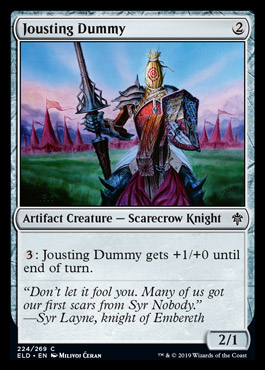 Jousting Dummy 2
Artifact Creature — Scarecrow Knight
3: Jousting Dummy gets +1/+0 until
end of turn.
"Don't let it fool you. Many of us got
our first scars from Syr Nobody."
—Syr Layne, knight of Embereth
2/1
224/269 C
ELD • EN Milivoj Ćeran
™ & © 2019 Wizards of the Coast